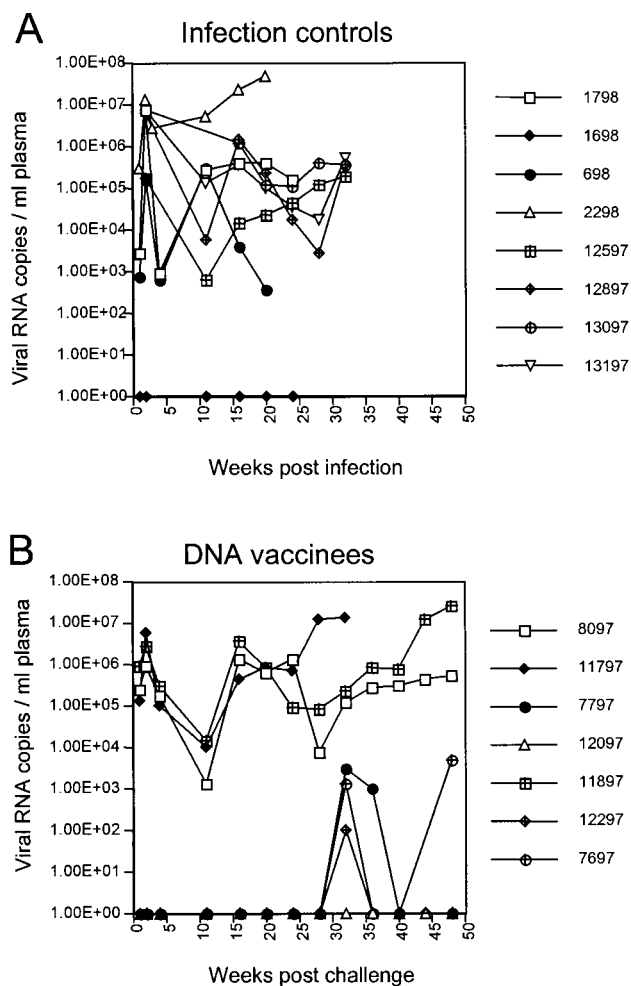 A
Infection controls
Viral RNA copies / ml plasma
1.00E+08
1.00E+07
1.00E+06
1.00E+05
1.00E+04
1.00E+03
1.00E+02
1.00E+01
1.00E+00
0 5 10 15 20 25 30 35 40 45 50
Weeks post infection
1798
1698
698
2298
12597
12897
13097
13197
B
DNA vaccinees
Viral RNA copies / ml plasma
1.00E+08
1.00E+07
1.00E+06
1.00E+05
1.00E+04
1.00E+03
1.00E+02
1.00E+01
1.00E+00
0 5 10 15 20 25 30 35 40 45 50
Weeks post challenge
8097
11797
7797
12097
11897
12297
7697